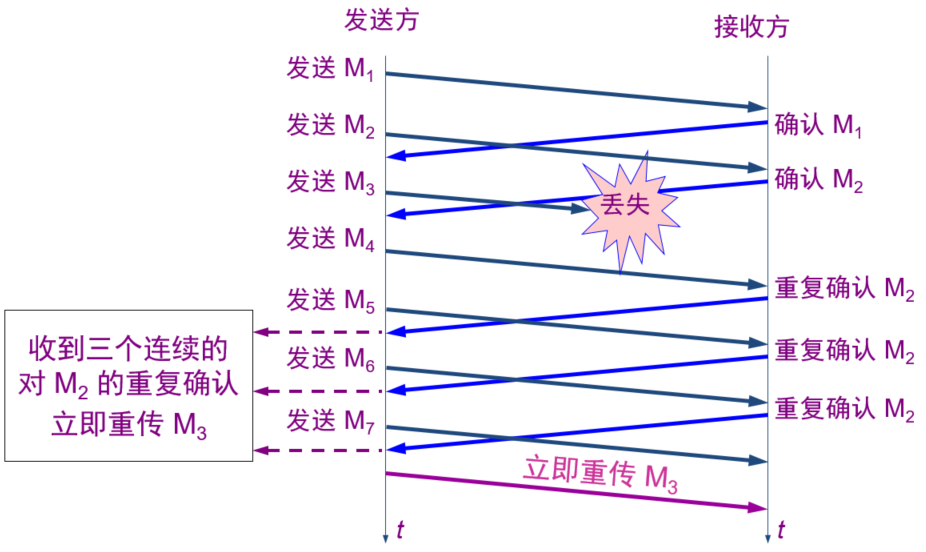 发送方
接收方
发送 M1
确认 M1
发送 M2
确认 M2
发送 M3
丢失
发送 M4
重复确认 M2
发送 M5
重复确认 M2
发送 M6
重复确认 M2
发送 M7
收到三个连续的
对 M2 的重复确认
立即重传 M3
立即重传 M3
t
t